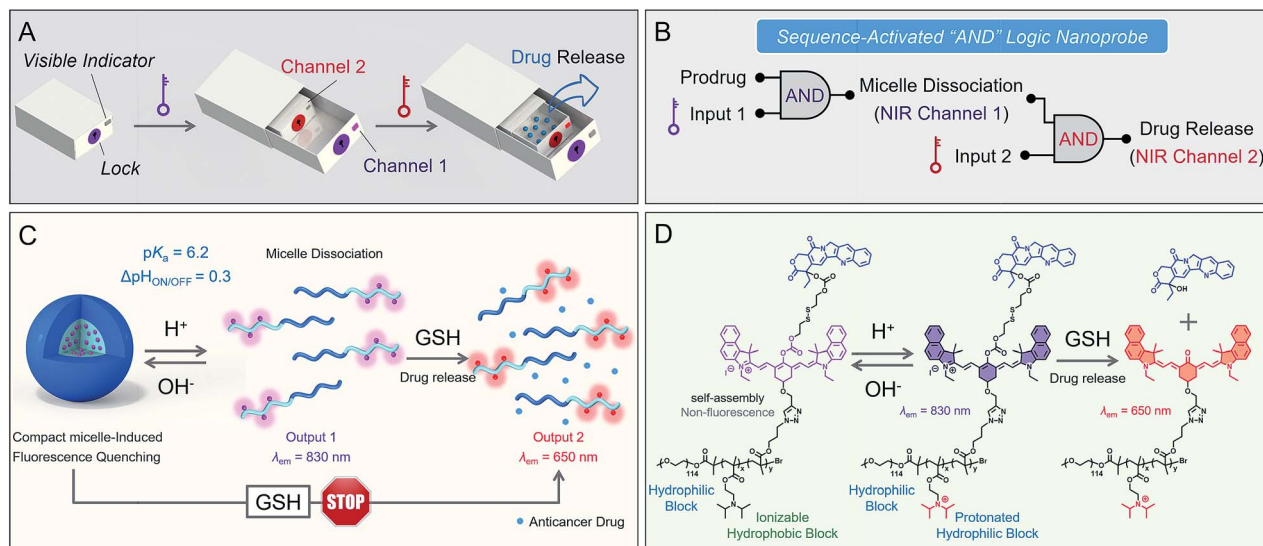 A
Visible Indicator
Lock
Channel 2
Channel 1
Drug Release
B
Sequence-Activated “AND” Logic Nanoprobe
Prodrug
Input 1
AND
Micelle Dissociation
(NIR Channel 1)
Input 2
AND
Drug Release
(NIR Channel 2)
C
pKa = 6.2
ΔpHON/OFF = 0.3
Micelle Dissociation
H+
OH-
GSH
Drug release
Compact micelle-Induced
Fluorescence Quenching
Output 1
λem = 830 nm
Output 2
λem = 650 nm
GSH
STOP
Anticancer Drug
D
self-assembly
Non-fluorescence
H+
OH-
λem = 830 nm
GSH
Drug release
λem = 650 nm
Hydrophilic
Block
Ionizable
Hydrophobic Block
Hydrophilic
Block
Protonated
Hydrophilic Block
O
N
S
OH
+
114
x
y
Br